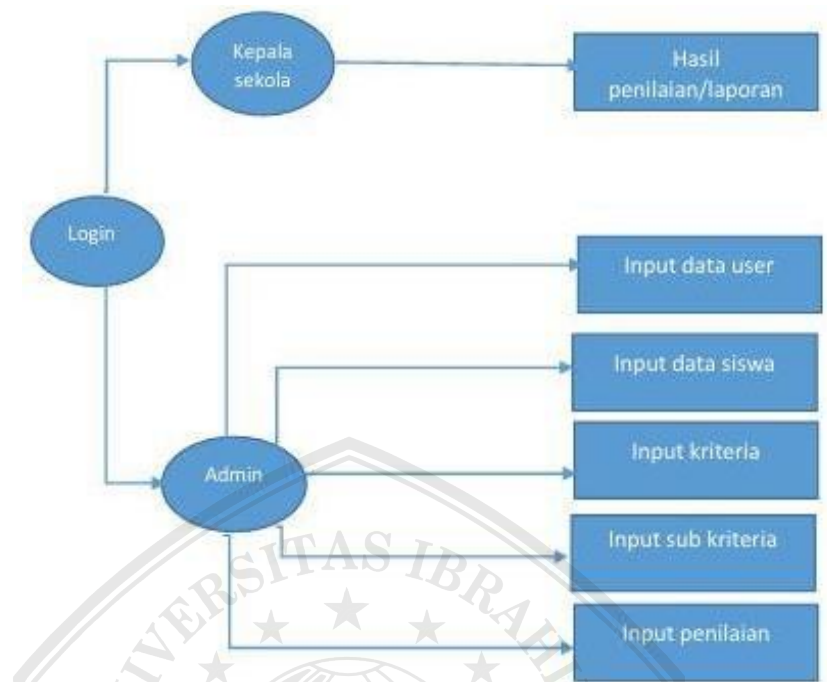 Kepala
sekola
Hasil
penilaian/laporan
Login
Input data user
Input data siswa
Input kriteria
Admin
Input sub kriteria
Input penilaian